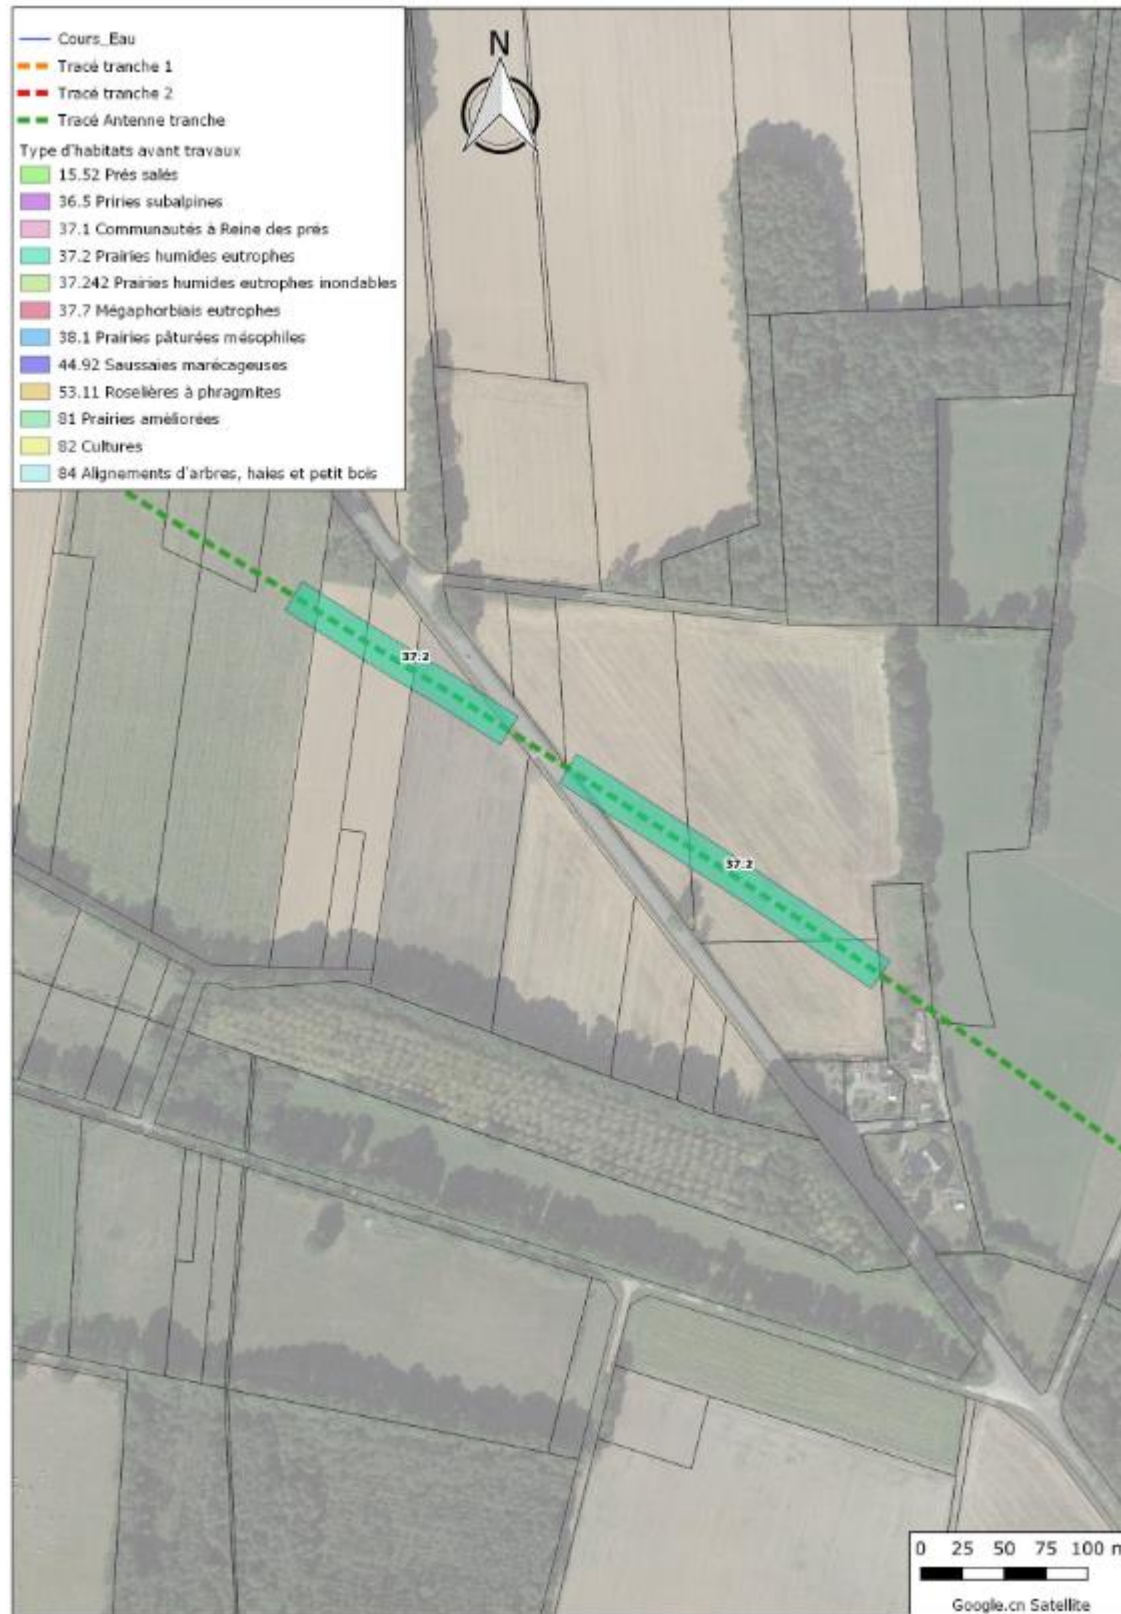 Cours_Eau
Tracé tranche 1
Tracé tranche 2
Tracé Antenne tranche
Type d'habitats avant travaux
15.52 Prés salés
36.5 Priries subalpines
37.1 Communautés à Reine des prés
37.2 Prairies humides eutrophes
37.242 Prairies humides eutrophes inondables
37.7 Mégaphorbiais eutrophes
38.1 Prairies pâturées mésophiles
44.92 Saussaies marécageuses
53.11 Roselières à phragmites
81 Prairies améliorées
82 Cultures
84 Alignements d'arbres, haies et petit bois
N
37.2
37.2
0 25 50 75 100 m
Google.cn Satellite